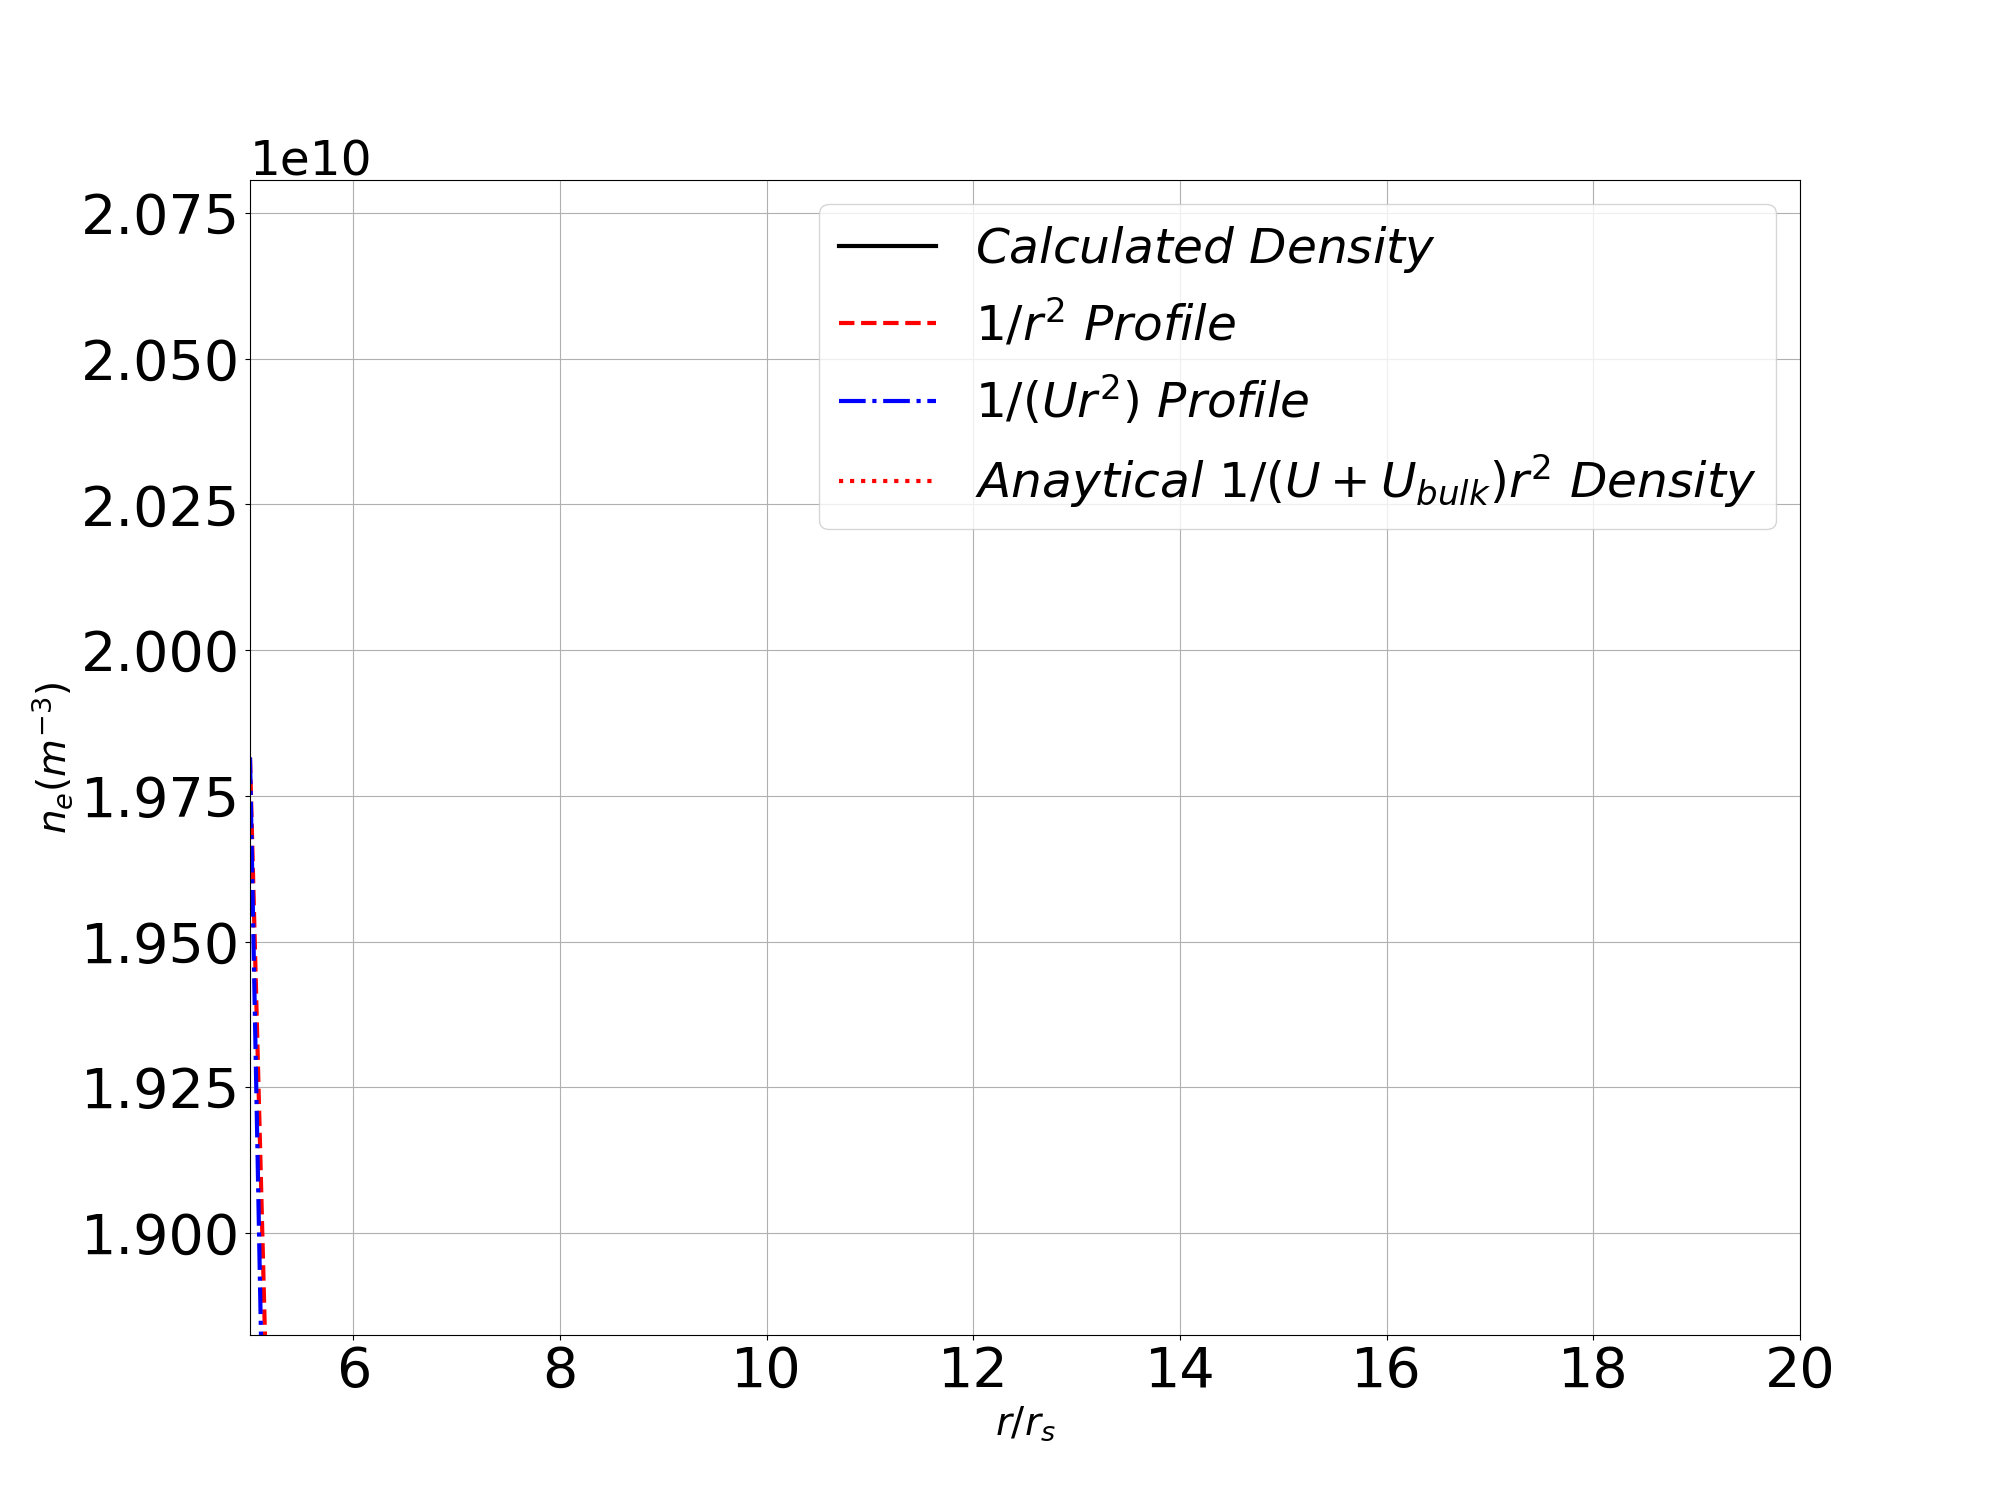 1e10
2.075
2.050
2.025
2.000
1.975
1.950
1.925
1.900
n_e(m^{-3})
Calculated Density
1/r^2 Profile
1/(Ur^2) Profile
Anaytical 1/(U + U_{bulk})r^2 Density
6 8 10 12 14 16 18 20
r/r_s